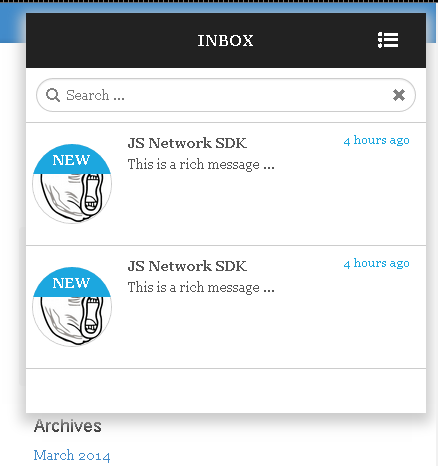 INBOX
Search ...
NEW
JS Network SDK
4 hours ago
This is a rich message ...
NEW
JS Network SDK
4 hours ago
This is a rich message ...
Archives
March 2014